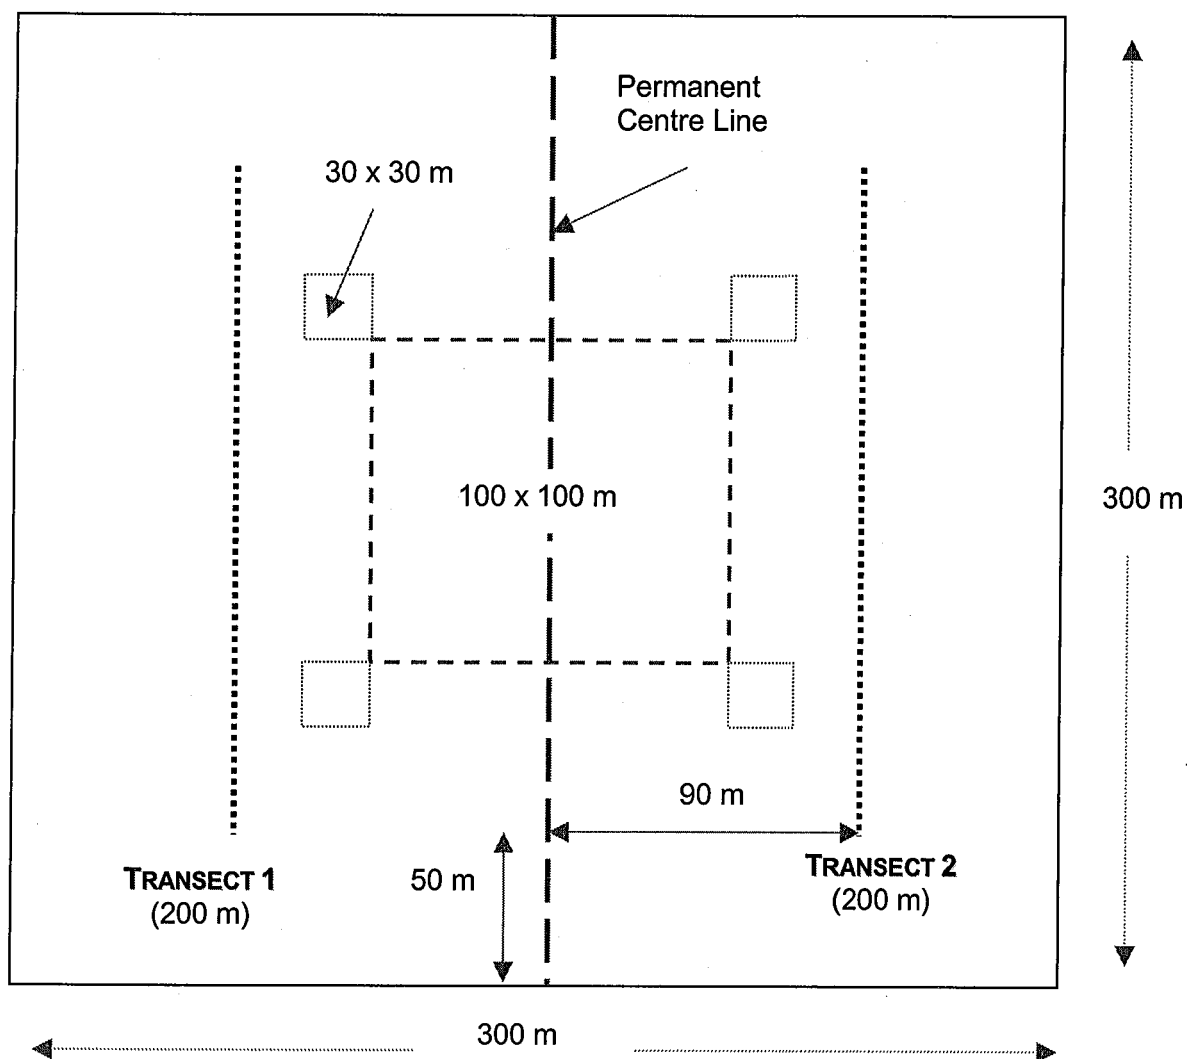 Permanent
Centre Line
30 x 30 m
100 x 100 m
300 m
90 m
50 m
TRANSECT 1
(200 m)
TRANSECT 2
(200 m)
300 m